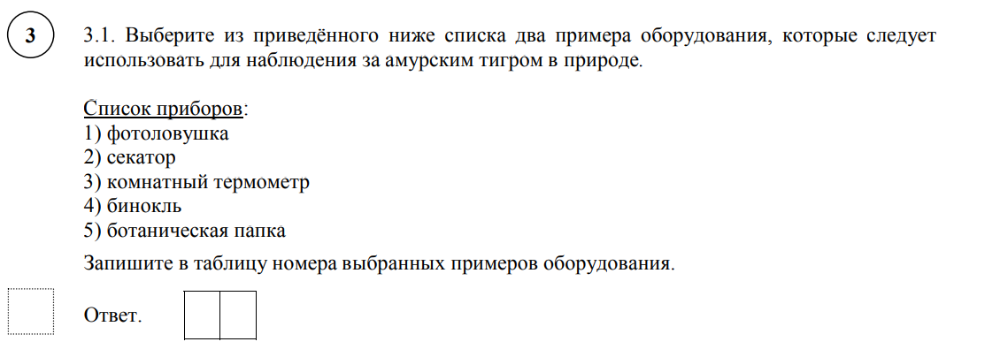 3
3.1. Выберите из приведённого ниже списка два примера оборудования, которые следует
использовать для наблюдения за амурским тигром в природе.
Список приборов:
1) фотоловушка
2) секатор
3) комнатный термометр
4) бинокль
5) ботаническая папка
Запишите в таблицу номера выбранных примеров оборудования.
Ответ.